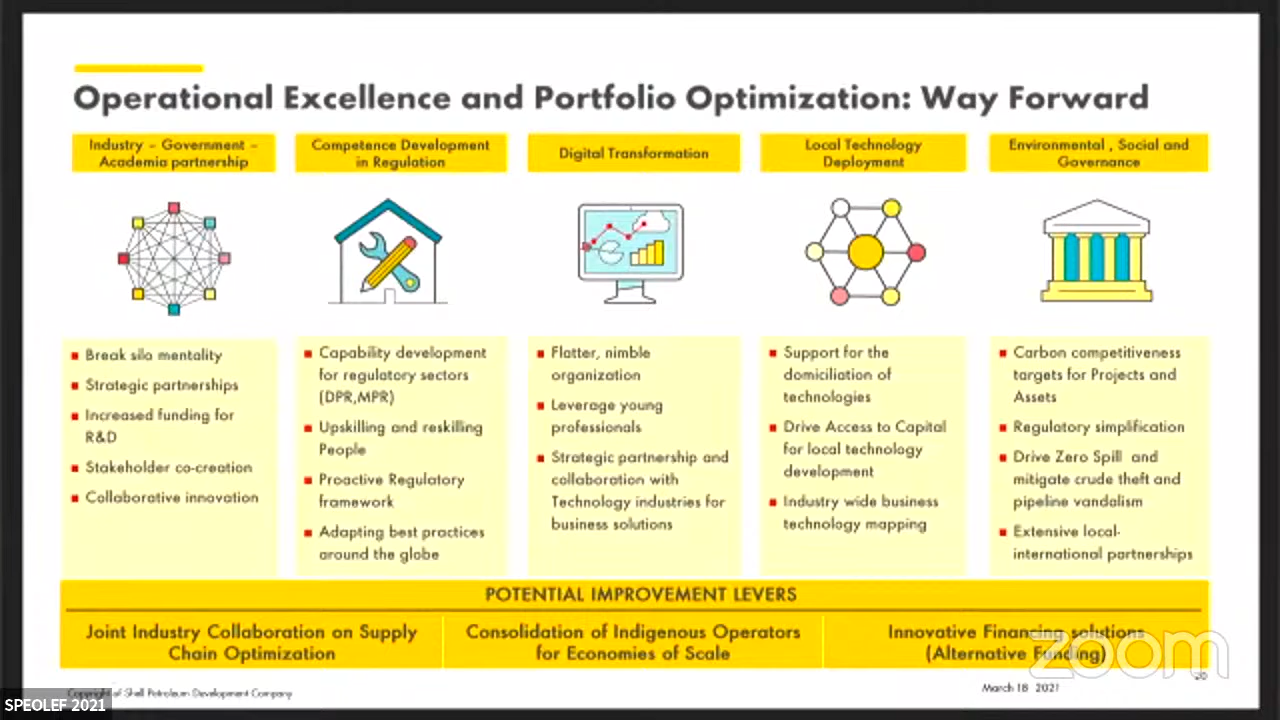 Operational Excellence and Portfolio Optimization: Way Forward
Industry – Government –
Academia partnership
Competence Development
in Regulation
Digital Transformation
Local Technology
Deployment
Environmental , Social and
Governance
Break silo mentality
Strategic partnerships
Increased funding for
R&D
Stakeholder co-creation
Collaborative innovation
Capability development
for regulatory sectors
(DPR,MPR)
Upskilling and reskilling
People
Proactive Regulatory
framework
Adapting best practices
around the globe
Flatter, nimble
organization
Leverage young
professionals
Strategic partnership and
collaboration with
Technology industries for
business solutions
Support for the
domiciliation of
technologies
Drive Access to Capital
for local technology
development
Industry wide business
technology mapping
Carbon competitiveness
targets for Projects and
Assets
Regulatory simplification
Drive Zero Spill and
mitigate crude theft and
pipeline vandalism
Extensive local-
international partnerships
POTENTIAL IMPROVEMENT LEVERS
Joint Industry Collaboration on Supply
Chain Optimization
Consolidation of Indigenous Operators
for Economies of Scale
Innovative Financing solutions
(Alternative Funding)
zoom
Copyright of Shell Petroleum Development Company
March 18 2021
20
SPEOLEF 2021